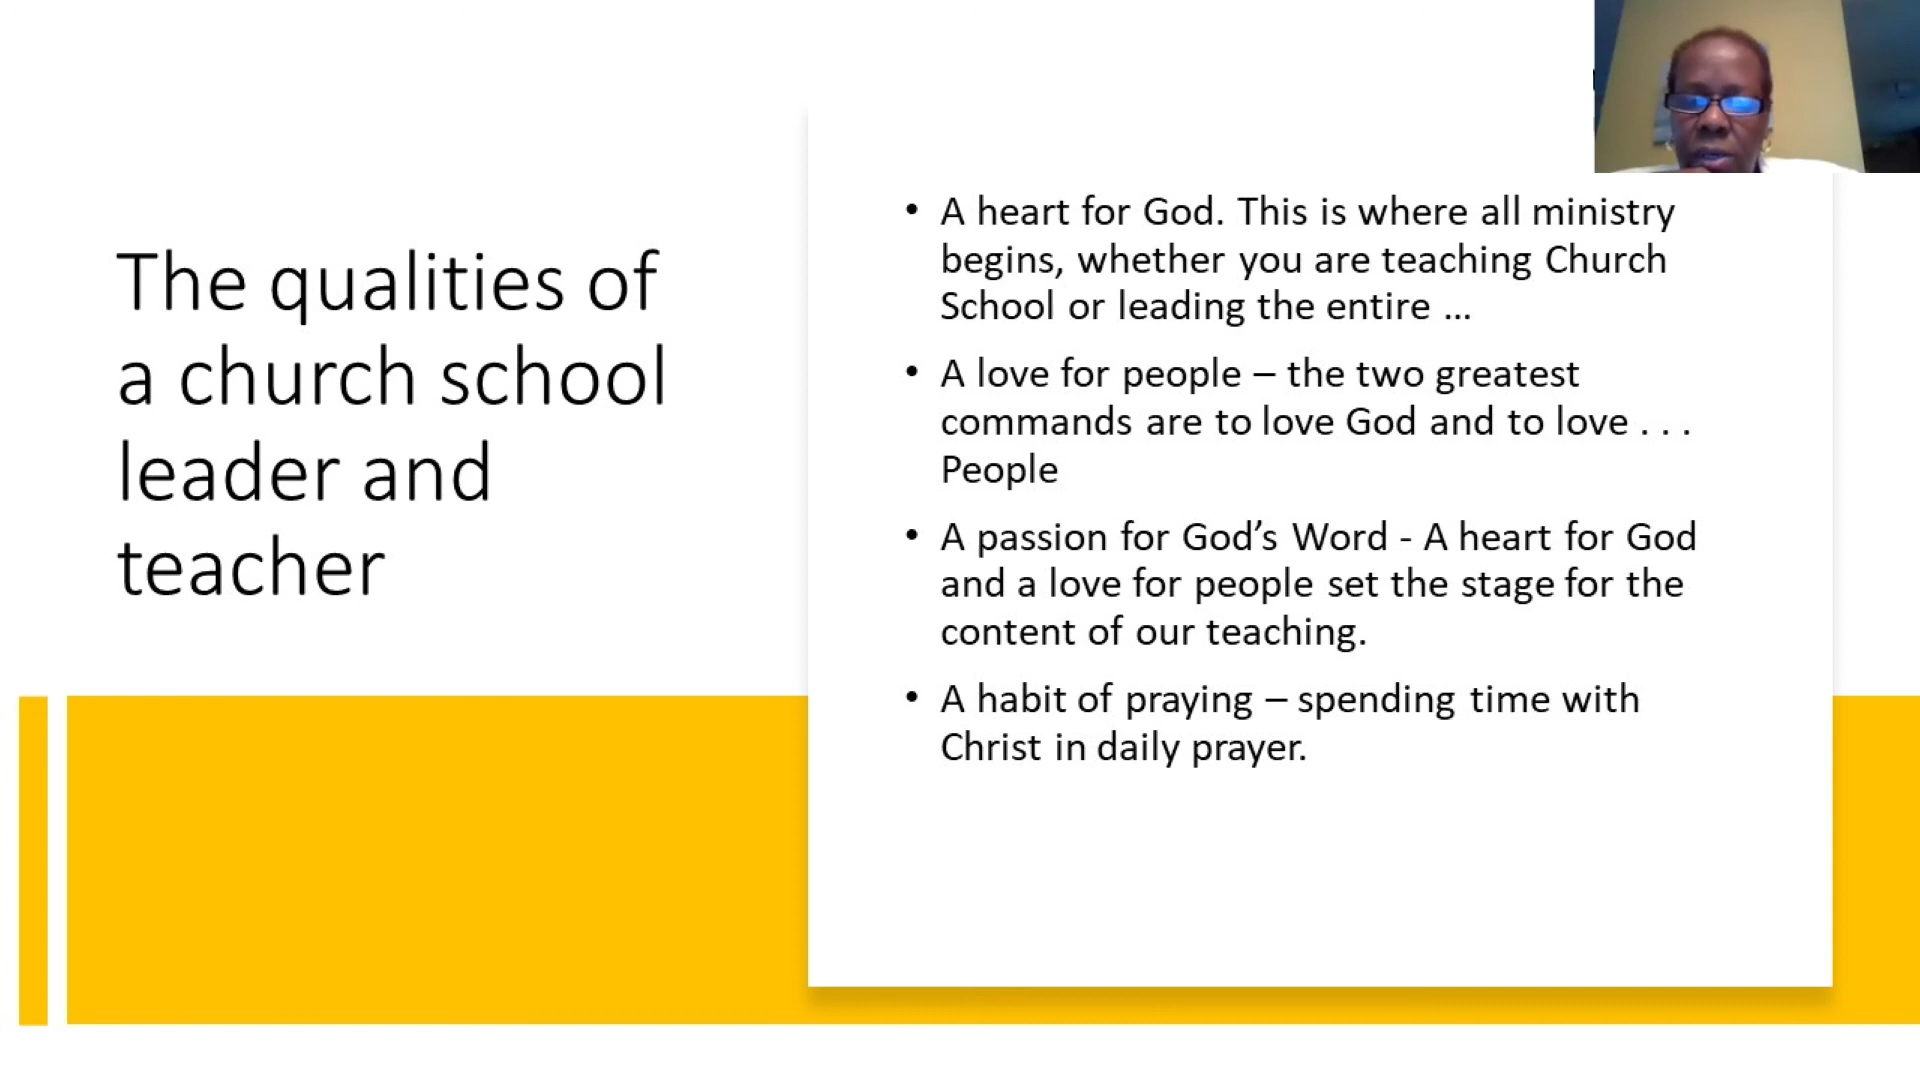 The qualities of
a church school
leader and
teacher
• A heart for God. This is where all ministry
begins, whether you are teaching Church
School or leading the entire ...
• A love for people – the two greatest
commands are to love God and to love . . .
People
• A passion for God’s Word - A heart for God
and a love for people set the stage for the
content of our teaching.
• A habit of praying – spending time with
Christ in daily prayer.